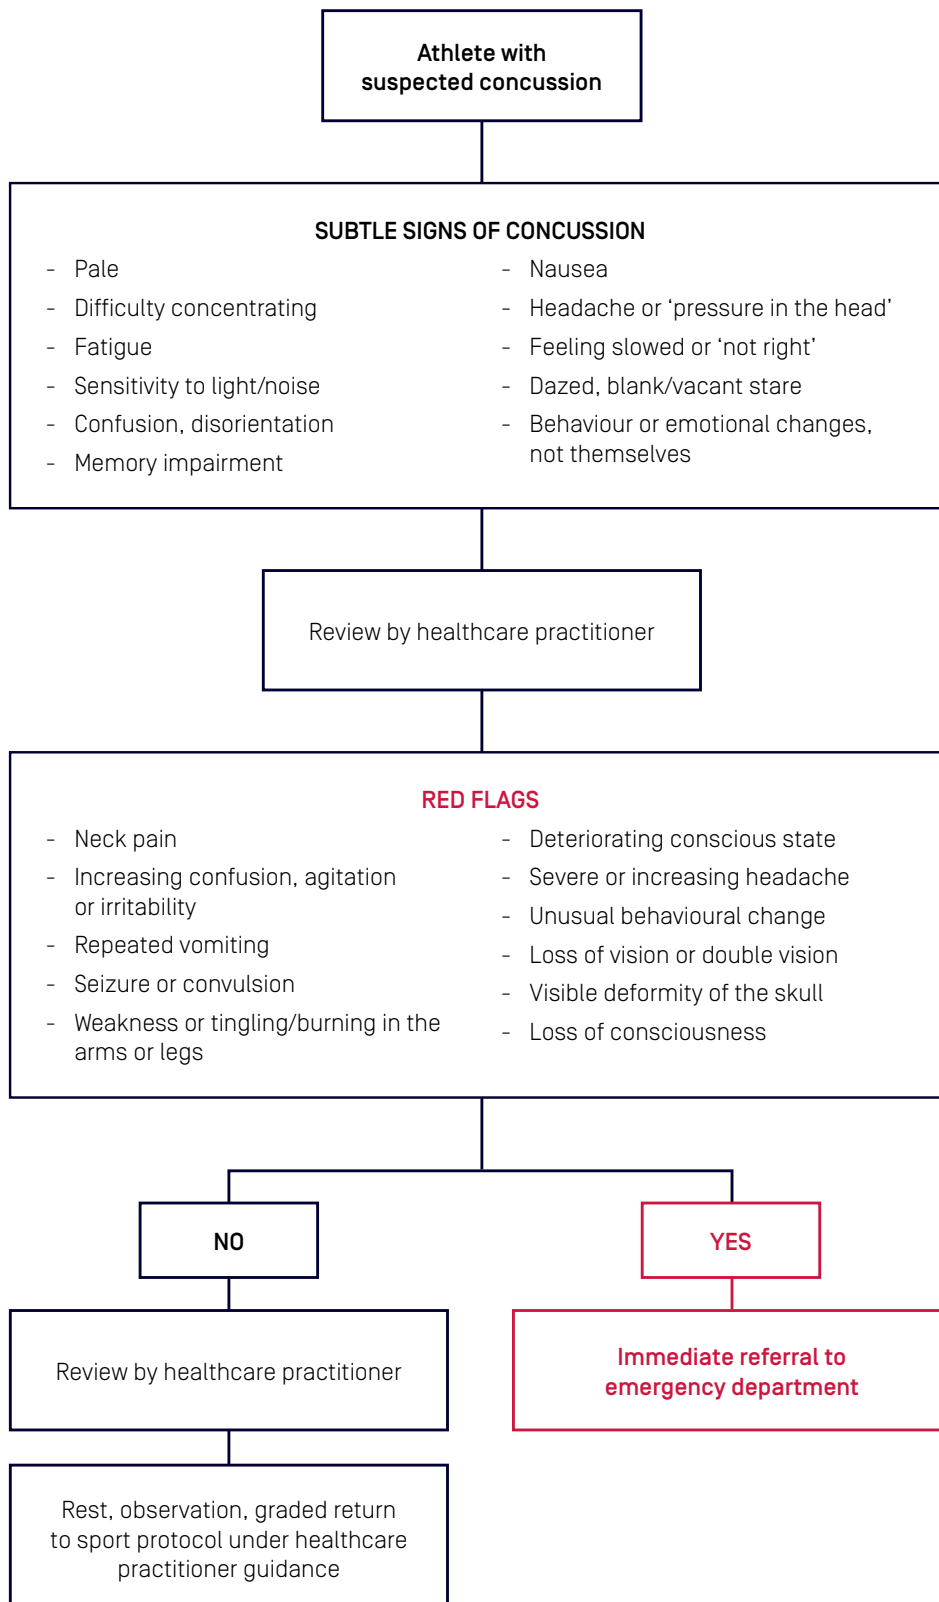 Athlete with
suspected concussion
SUBTLE SIGNS OF CONCUSSION
- Pale
- Difficulty concentrating
- Fatigue
- Sensitivity to light/noise
- Confusion, disorientation
- Memory impairment
- Nausea
- Headache or ‘pressure in the head’
- Feeling slowed or ‘not right’
- Dazed, blank/vacant stare
- Behaviour or emotional changes,
not themselves
Review by healthcare practitioner
RED FLAGS
- Neck pain
- Increasing confusion, agitation
or irritability
- Repeated vomiting
- Seizure or convulsion
- Weakness or tingling/burning in the
arms or legs
- Deteriorating conscious state
- Severe or increasing headache
- Unusual behavioural change
- Loss of vision or double vision
- Visible deformity of the skull
- Loss of consciousness
NO
Review by healthcare practitioner
Rest, observation, graded return
to sport protocol under healthcare
practitioner guidance
YES
Immediate referral to
emergency department